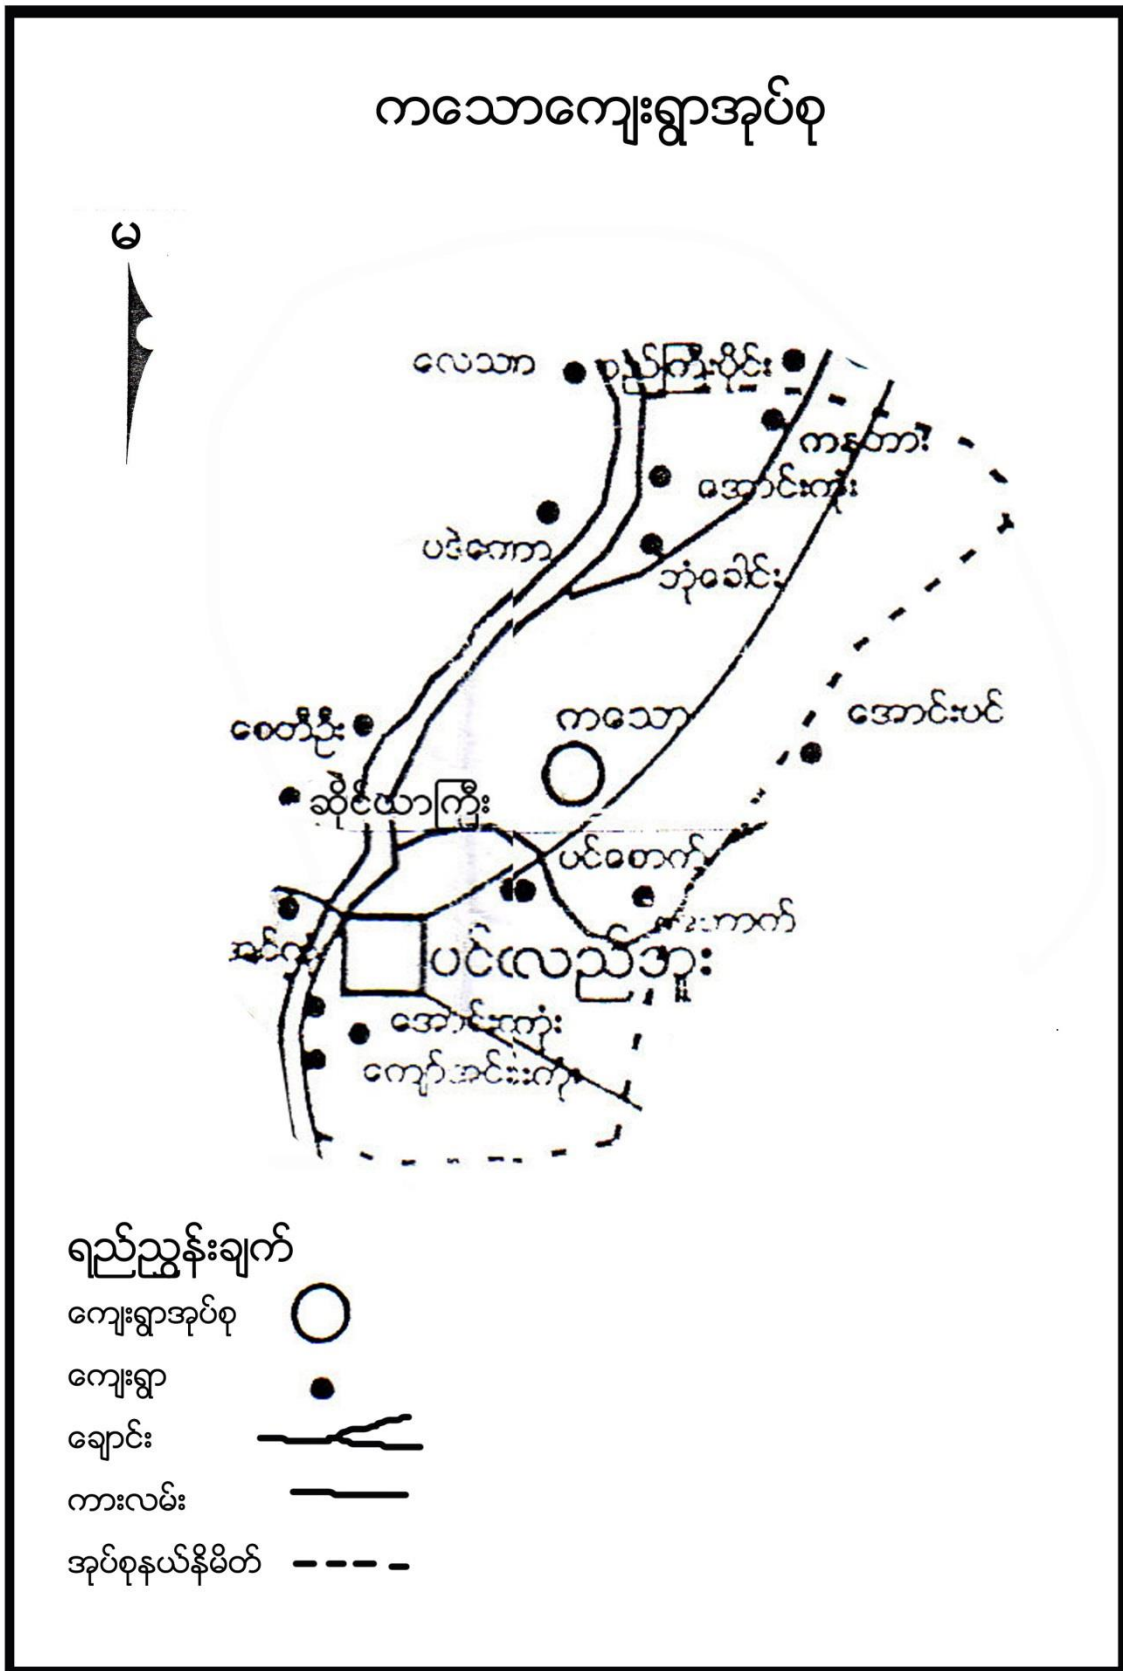 ကသောကျေးရွာအုပ်စု
မ
လေသာ
စည်ကြီးပိုင်း
ကနတား
အောင်းကုံး
ပဒဲကောာ
ဘုံခေါင်း
ကသော
အောင်းပင်
စေတီဦး
ဆိုင်ယာကြီး
ပင်စောက်
ပင်လည်ဘူး
အောင်းကုံး
ရည်ညွှန်းချက်
ကျေးရွာအုပ်စု
ကျေးရွာ
ချောင်း
ကားလမ်း
အုပ်စုနယ်နိမိတ်